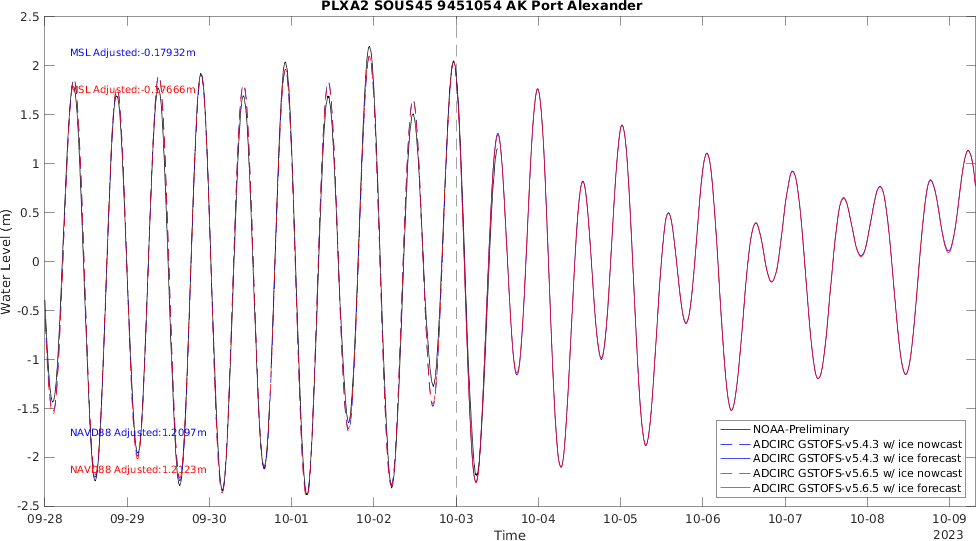 PLXA2 SOUS45 9451054 AK Port Alexander
2.5
2
1.5
1
0.5
0
-0.5
-1
-1.5
-2
-2.5
Water Level (m)
MSL Adjusted:-0.17932m
MSL Adjusted:-0.17666m
NAVD88 Adjusted:1.2097m
NAVD88 Adjusted:1.2123m
NOAA-Preliminary
ADCIRC GSTOFS-v5.4.3 w/ ice nowcast
ADCIRC GSTOFS-v5.4.3 w/ ice forecast
ADCIRC GSTOFS-v5.6.5 w/ ice nowcast
ADCIRC GSTOFS-v5.6.5 w/ ice forecast
09-28 09-29 09-30 10-01 10-02 10-03 10-04 10-05 10-06 10-07 10-08 10-09
2023
Time